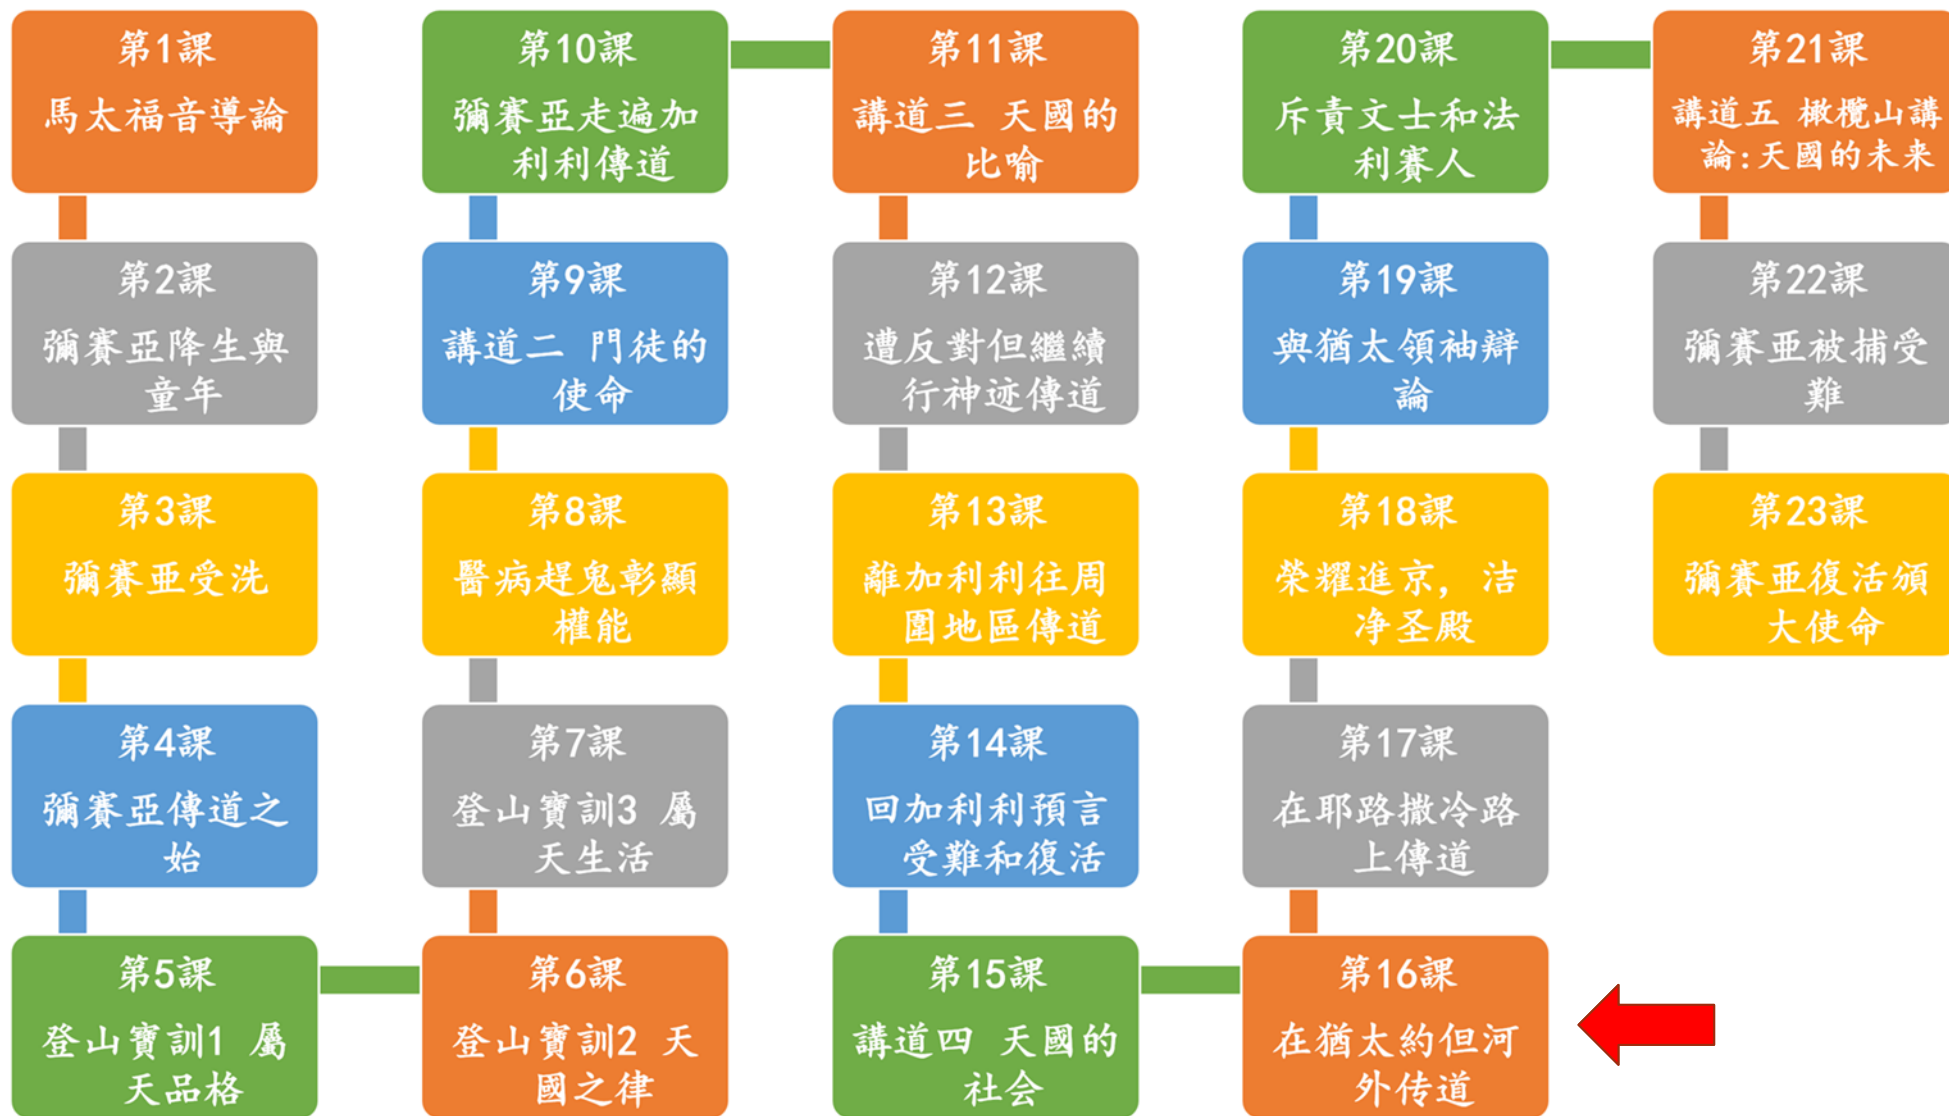 第1課
馬太福音導論
第2課
彌賽亞降生與
童年
第3課
彌賽亞受洗
第4課
彌賽亞傳道之
始
第5課
登山寶訓1 屬
天品格
第6課
登山寶訓2 天
國之律
第7課
登山寶訓3 屬
天生活
第8課
醫病趕鬼彰顯
權能
第9課
講道二 門徒的
使命
第10課
彌賽亞走遍加
利利傳道
第11課
講道三 天國的
比喻
第12課
遭反對但繼續
行神迹傳道
第13課
離加利利往周
圍地區傳道
第14課
回加利利預言
受難和復活
第15課
講道四 天國的
社会
第16課
在猶太約但河
外传道
第17課
在耶路撒冷路
上傳道
第18課
榮耀進京, 洁
净圣殿
第19課
與猶太領袖辯
論
第20課
斥責文士和法
利賽人
第21課
講道五 橄欖山講
論:天國的未来
第22課
彌賽亞被捕受
難
第23課
彌賽亞復活頒
大使命